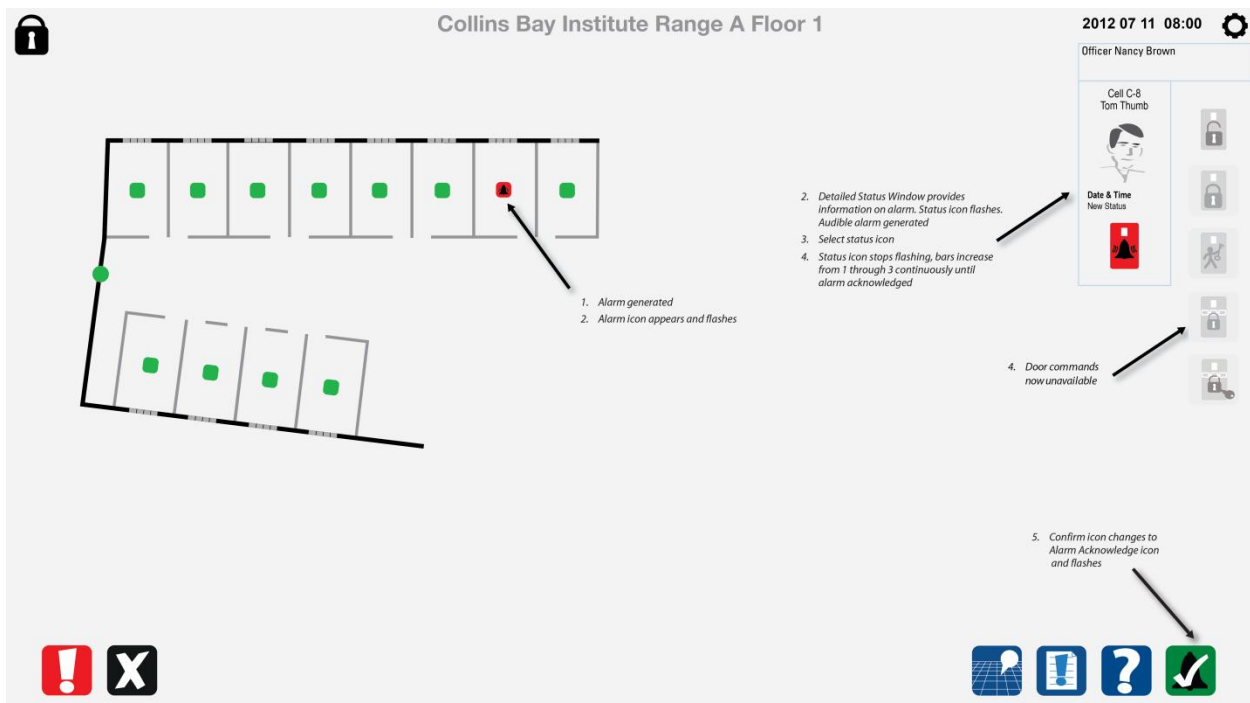 Collins Bay Institute Range A Floor 1
2012 07 11 08:00
Officer Nancy Brown
Cell C-8
Tom Thumb
Date & Time
New Status
2. Detailed Status Window provides
information on alarm. Status icon flashes.
Audible alarm generated
3. Select status icon
4. Status icon stops flashing, bars increase
from 1 through 3 continuously until
alarm acknowledged
1. Alarm generated
2. Alarm icon appears and flashes
4. Door commands
now unavailable
5. Confirm icon changes to
Alarm Acknowledge icon
and flashes